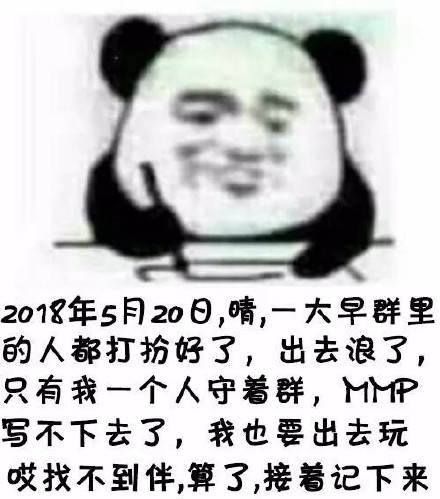 2018年5月20日,晴,一大早群里
的人都打扮好了，出去浪了，
只有我一个人守着群，MMP
写不下去了，我也要出去玩
哎找不到伴,算了,接着记下来